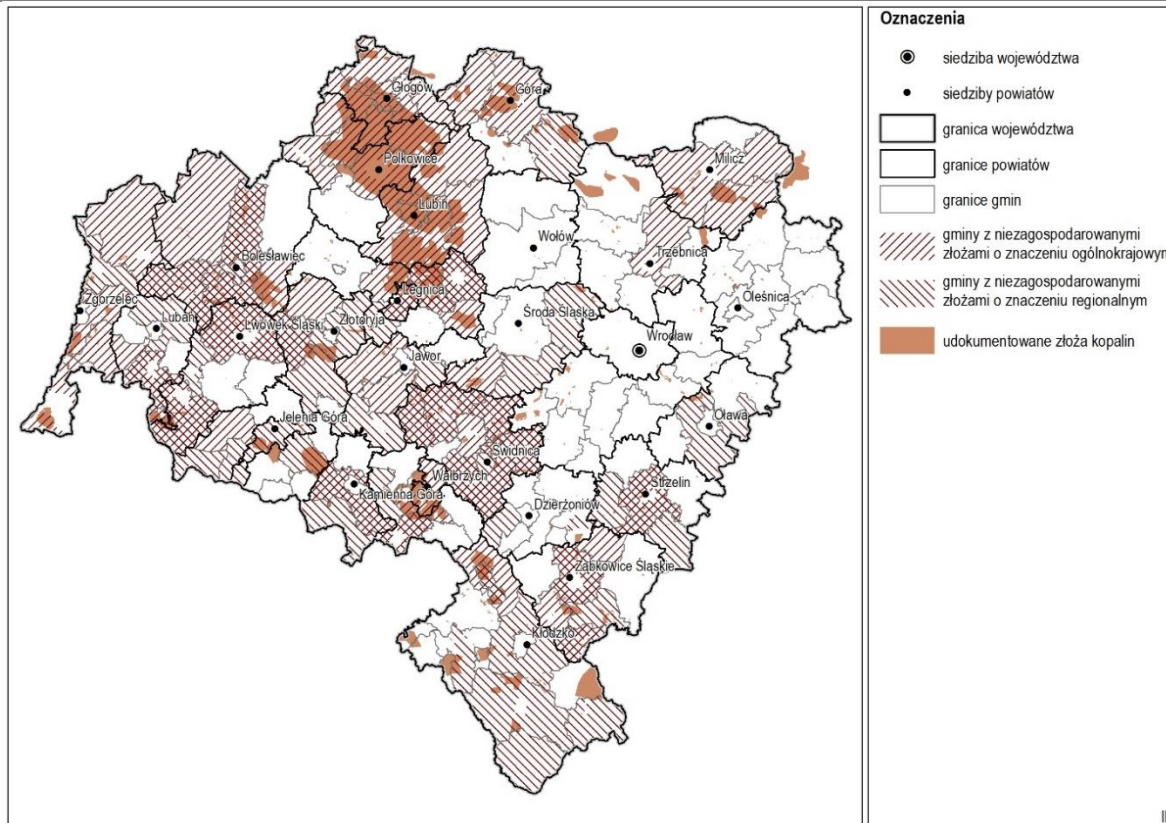 Głogów
Góra
Polkowice
Milicz
Lubin
Wołów
Trzebnica
Bolesławiec
Legnica
Oleśnica
Zgorzelec
Lubań
Lwówek Śląski
Złotoryja
Środa Śląska
Wrocław
Jawor
Jelenia Góra
Oława
Świdnica
Wałbrzych
Kamienna Góra
Strzelin
Dzierżoniów
Ząbkowice Śląskie
Kłodzko
Oznaczenia
siedziba województwa
siedziby powiatów
granica województwa
granice powiatów
granice gmin
gminy z niezagospodarowanymi
złożami o znaczeniu ogólnokrajowym
gminy z niezagospodarowanymi
złożami o znaczeniu regionalnym
udokumentowane złoża kopalin